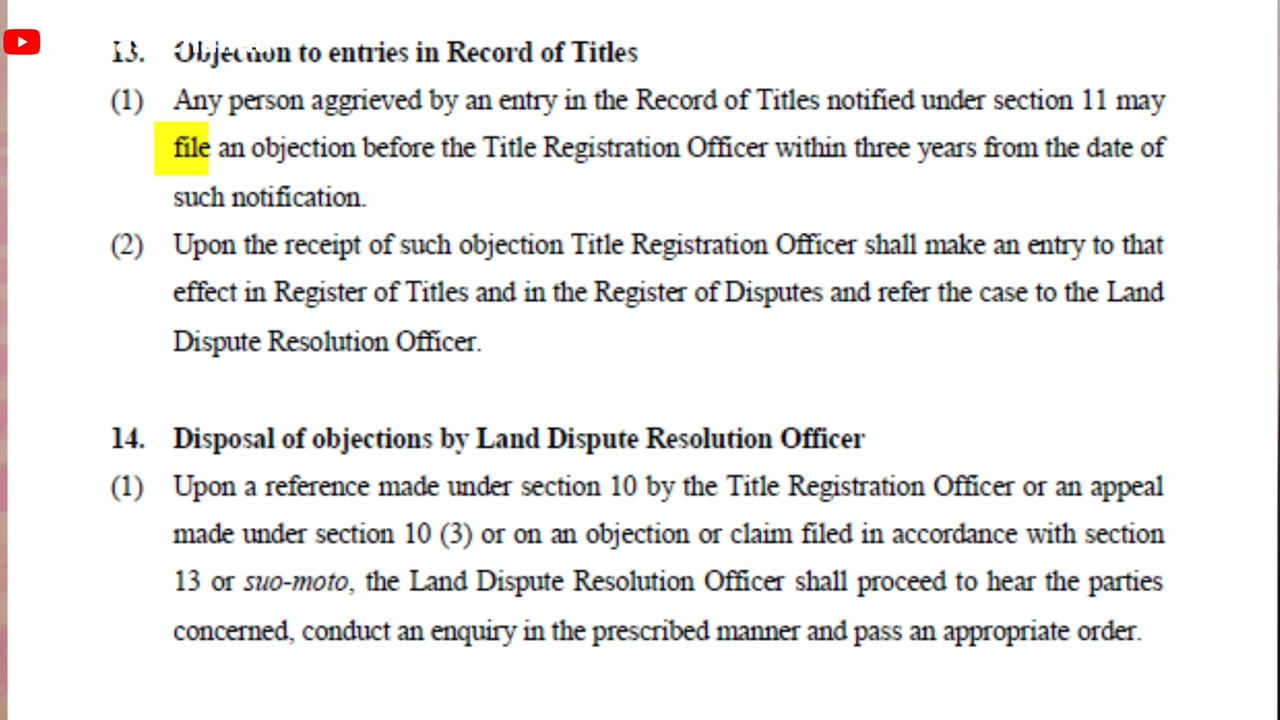 13. Objection to entries in Record of Titles
(1) Any person aggrieved by an entry in the Record of Titles notified under section 11 may
file an objection before the Title Registration Officer within three years from the date of
such notification.
(2) Upon the receipt of such objection Title Registration Officer shall make an entry to that
effect in Register of Titles and in the Register of Disputes and refer the case to the Land
Dispute Resolution Officer.
14. Disposal of objections by Land Dispute Resolution Officer
(1) Upon a reference made under section 10 by the Title Registration Officer or an appeal
made under section 10 (3) or on an objection or claim filed in accordance with section
13 or suo-moto, the Land Dispute Resolution Officer shall proceed to hear the parties
concerned, conduct an enquiry in the prescribed manner and pass an appropriate order.